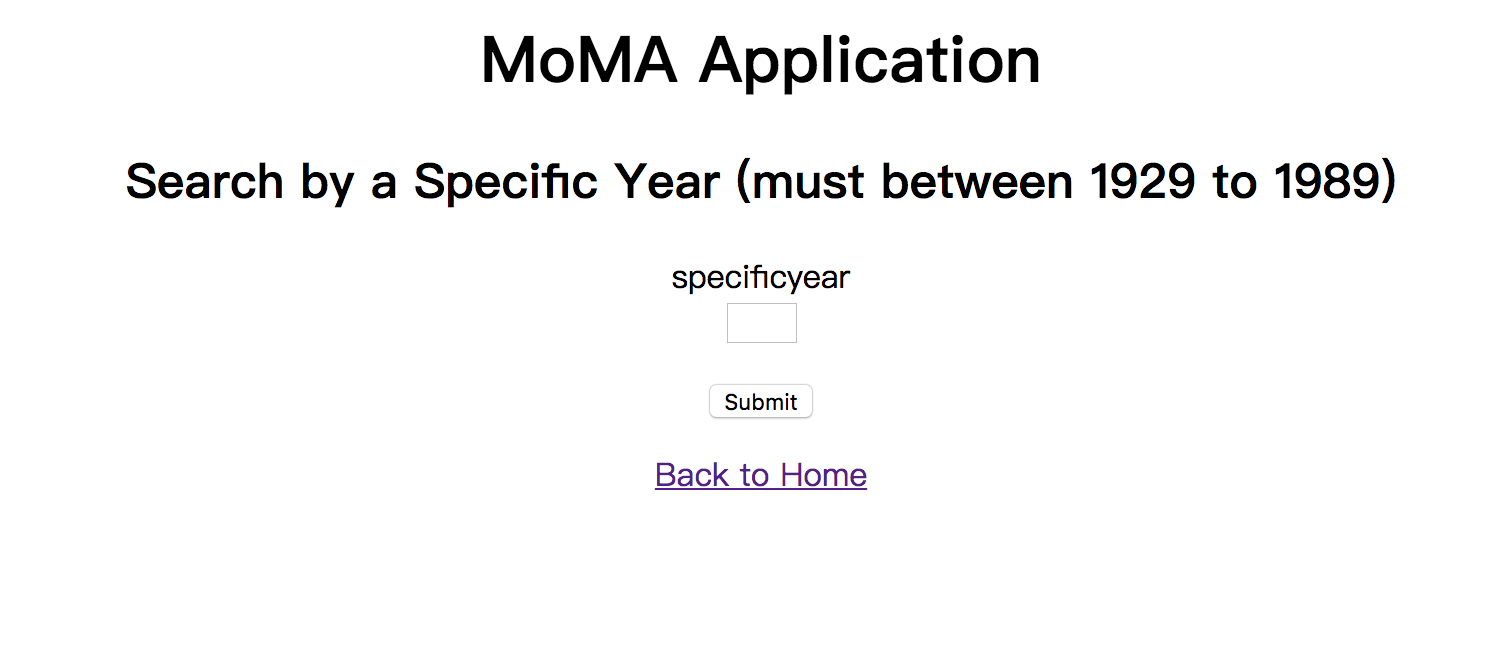 MoMA Application
Search by a Specific Year (must between 1929 to 1989)
specificyear
Submit
Back to Home